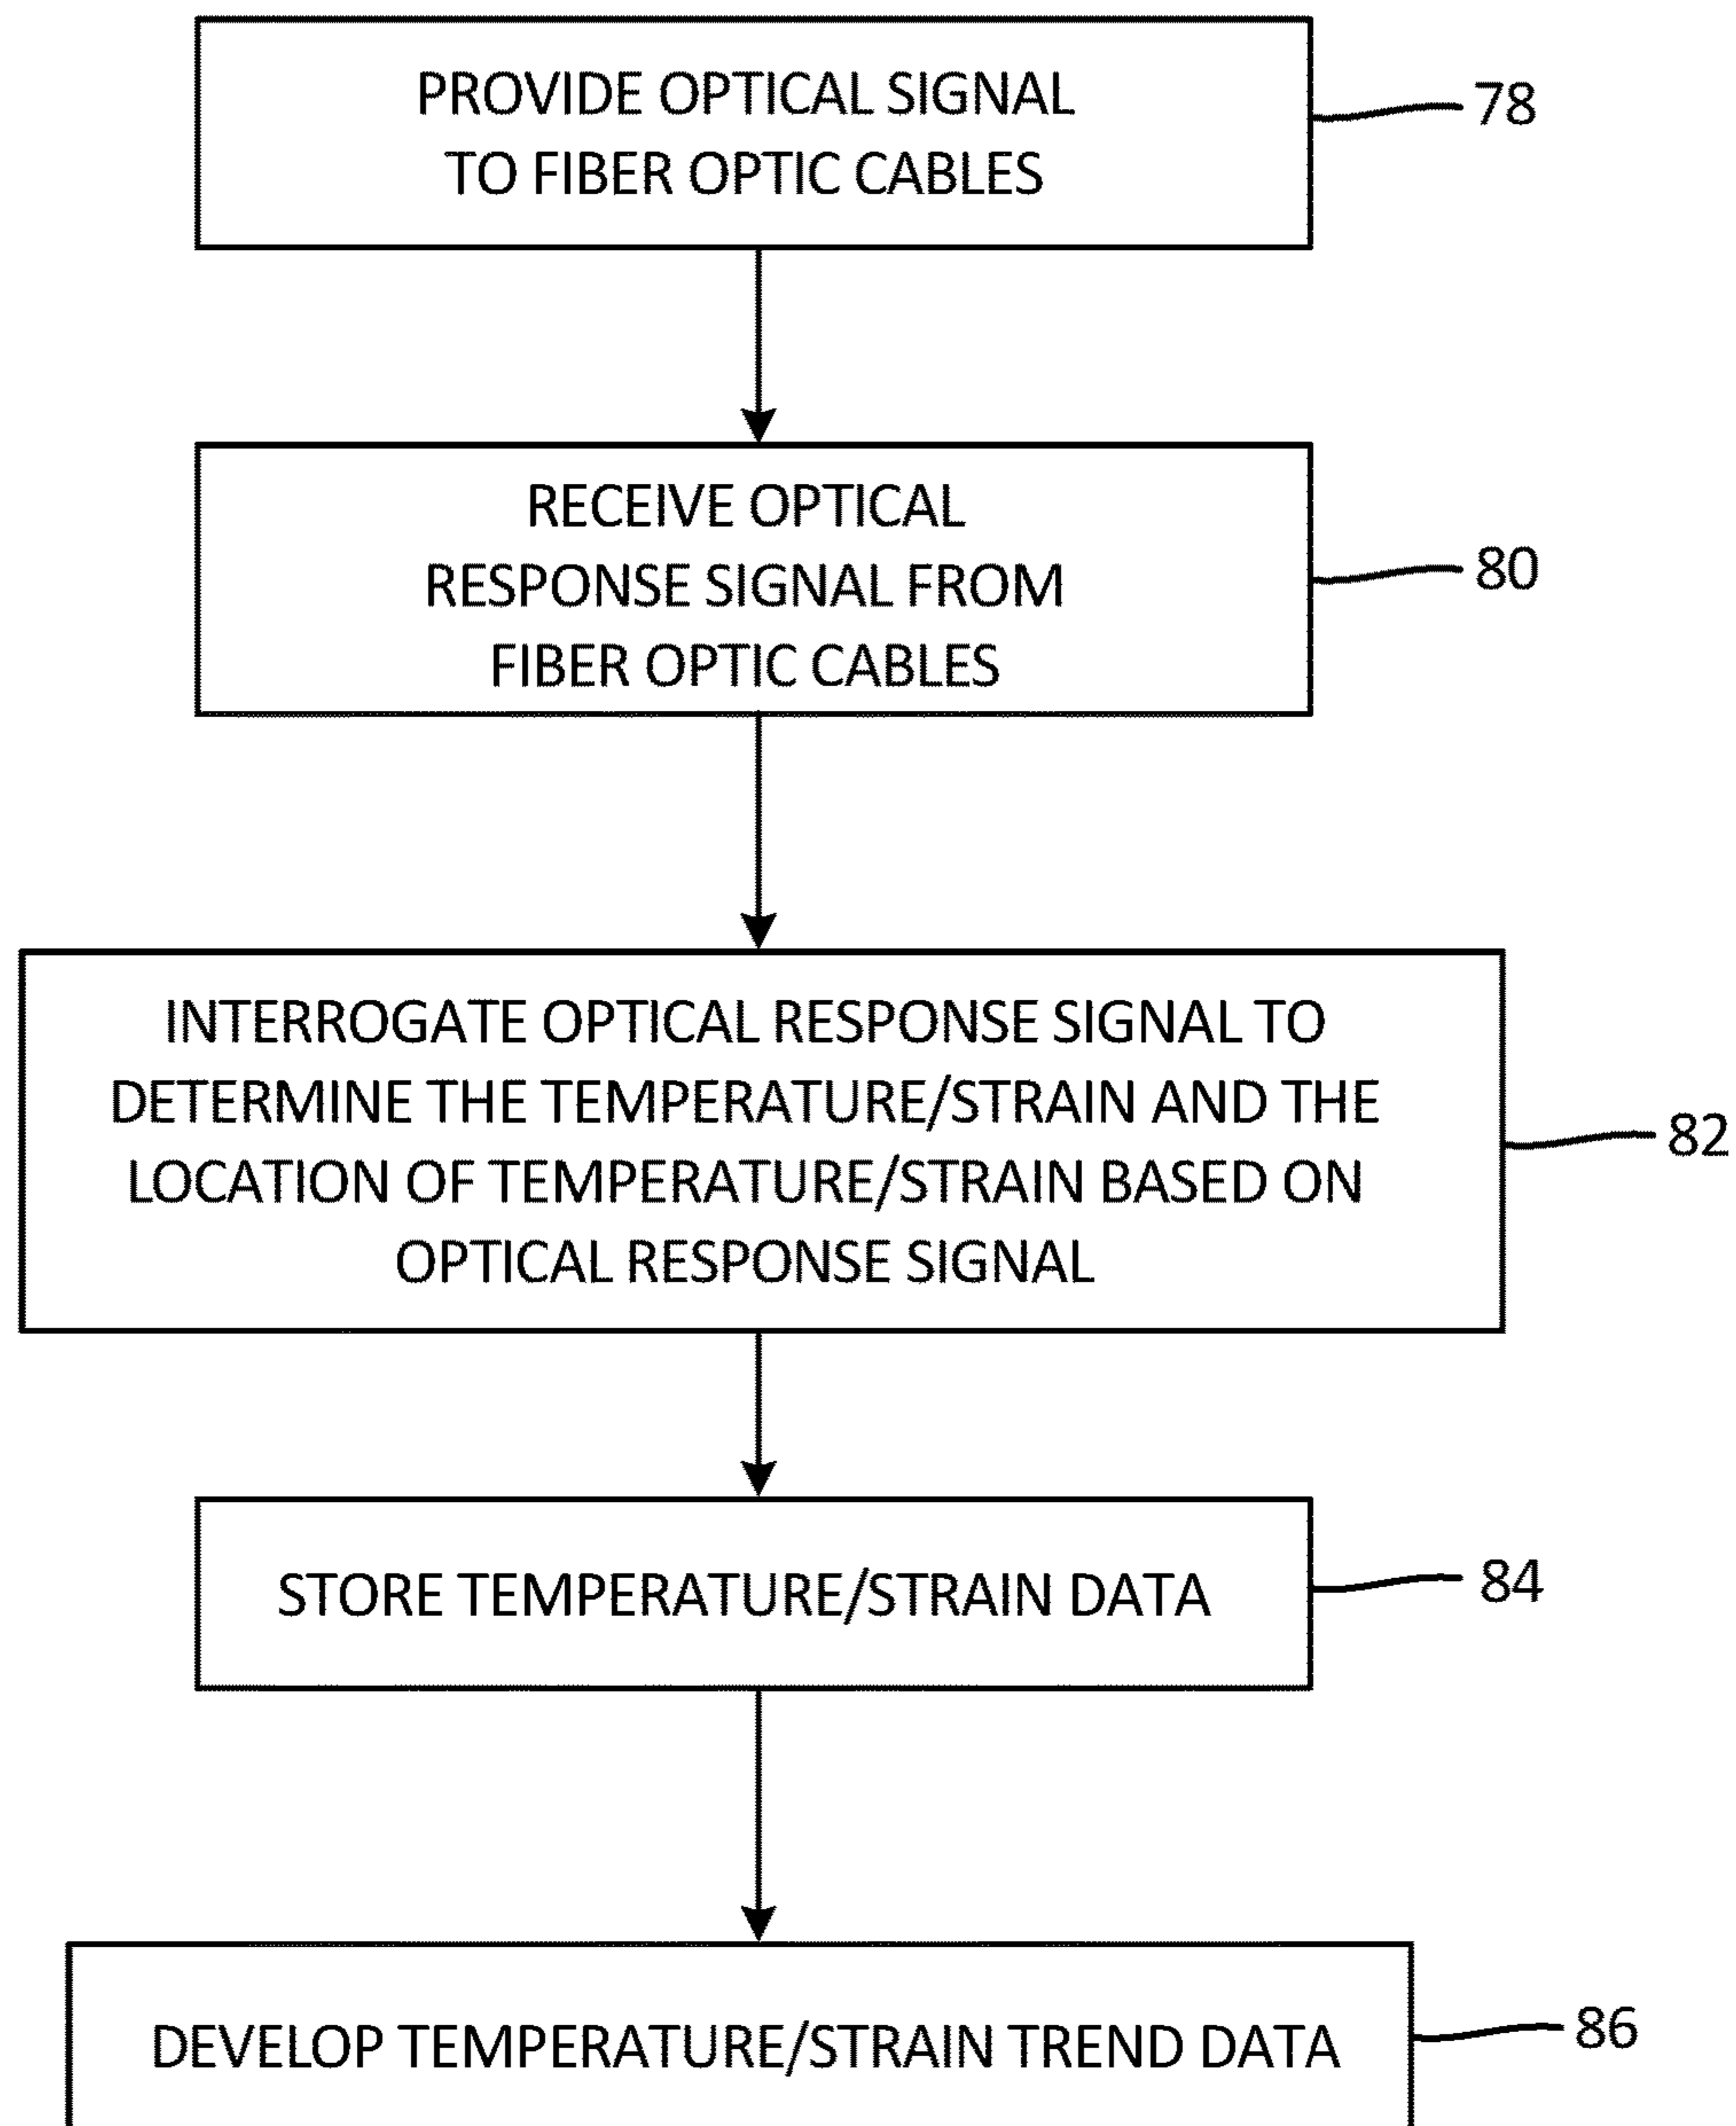 PROVIDE OPTICAL SIGNAL
TO FIBER OPTIC CABLES
78
RECEIVE OPTICAL
RESPONSE SIGNAL FROM
FIBER OPTIC CABLES
80
INTERROGATE OPTICAL RESPONSE SIGNAL TO
DETERMINE THE TEMPERATURE/STRAIN AND THE
LOCATION OF TEMPERATURE/STRAIN BASED ON
OPTICAL RESPONSE SIGNAL
82
STORE TEMPERATURE/STRAIN DATA
84
DEVELOP TEMPERATURE/STRAIN TREND DATA
86